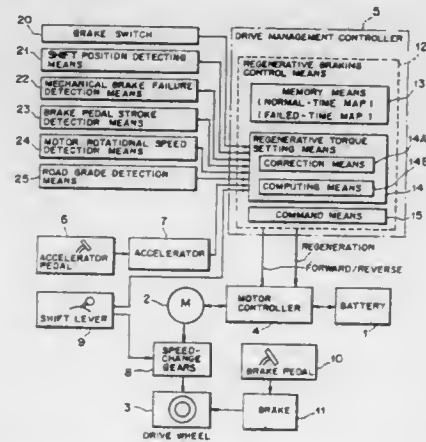 5
20
BRAKE SWITCH
DRIVE MANAGEMENT CONTROLLER
21
SHIFT POSITION DETECTING
MEANS
12
REGENERATIVE BRAKING
CONTROL MEANS
22
MECHANICAL BRAKE FAILURE
DETECTION MEANS
MEMORY MEANS
(NORMAL-TIME MAP)
(FAILED-TIME MAP)
13
23
BRAKE PEDAL STROKE
DETECTION MEANS
24
MOTOR ROTATIONAL SPEED
DETECTION MEANS
REGENERATIVE TORQUE
SETTING MEANS
14A
CORRECTION MEANS
14B
25
ROAD GRADE DETECTION
MEANS
COMPUTING MEANS
14
COMMAND MEANS
15
6
7
ACCELERATOR
PEDAL
ACCELERATOR
REGENERATION
FORWARD/REVERSE
SHIFT LEVER
9
2
M
MOTOR
CONTROLLER
4
BATTERY
1
8
SPEED-
CHANGE
GEARS
10
BRAKE PEDAL
3
DRIVE WHEEL
BRAKE
11